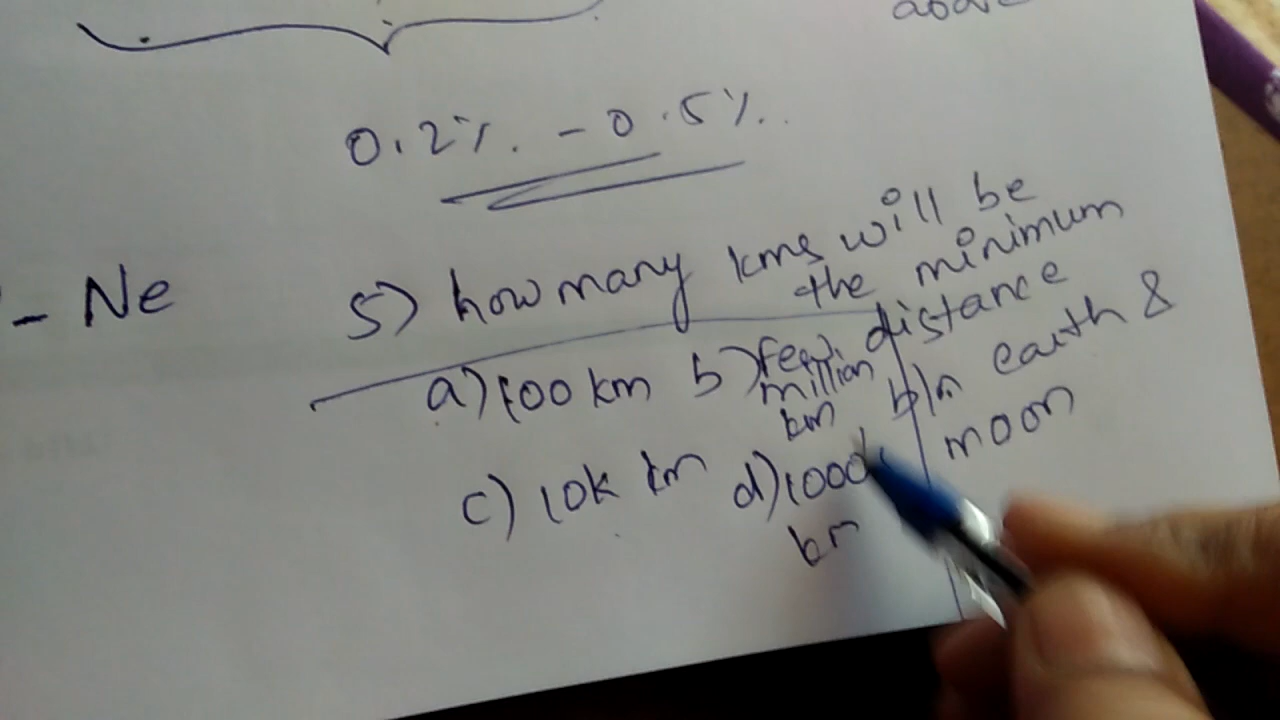 above
0.2%. - 0.5%.
- Ne
5) how many kms will be
the minimum
distance
b/n earth &
moon
a) 100 km b) few
million
km
c) 10k km d) 1000
km